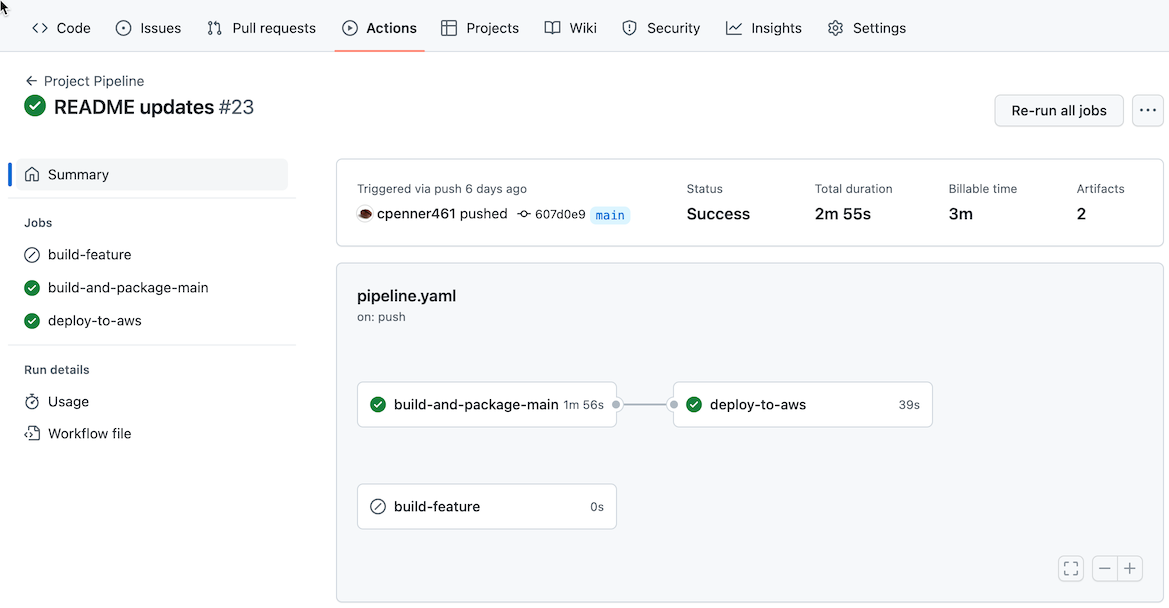 Code Issues Pull requests Actions Projects Wiki Security Insights Settings
Project Pipeline
README updates #23
Re-run all jobs
Summary
Jobs
build-feature
build-and-package-main
deploy-to-aws
Run details
Usage
Workflow file
Triggered via push 6 days ago
cpenner461 pushed 607d0e9 main
Status
Success
Total duration
2m 55s
Billable time
3m
Artifacts
2
pipeline.yaml
on: push
build-and-package-main 1m 56s
deploy-to-aws 39s
build-feature 0s